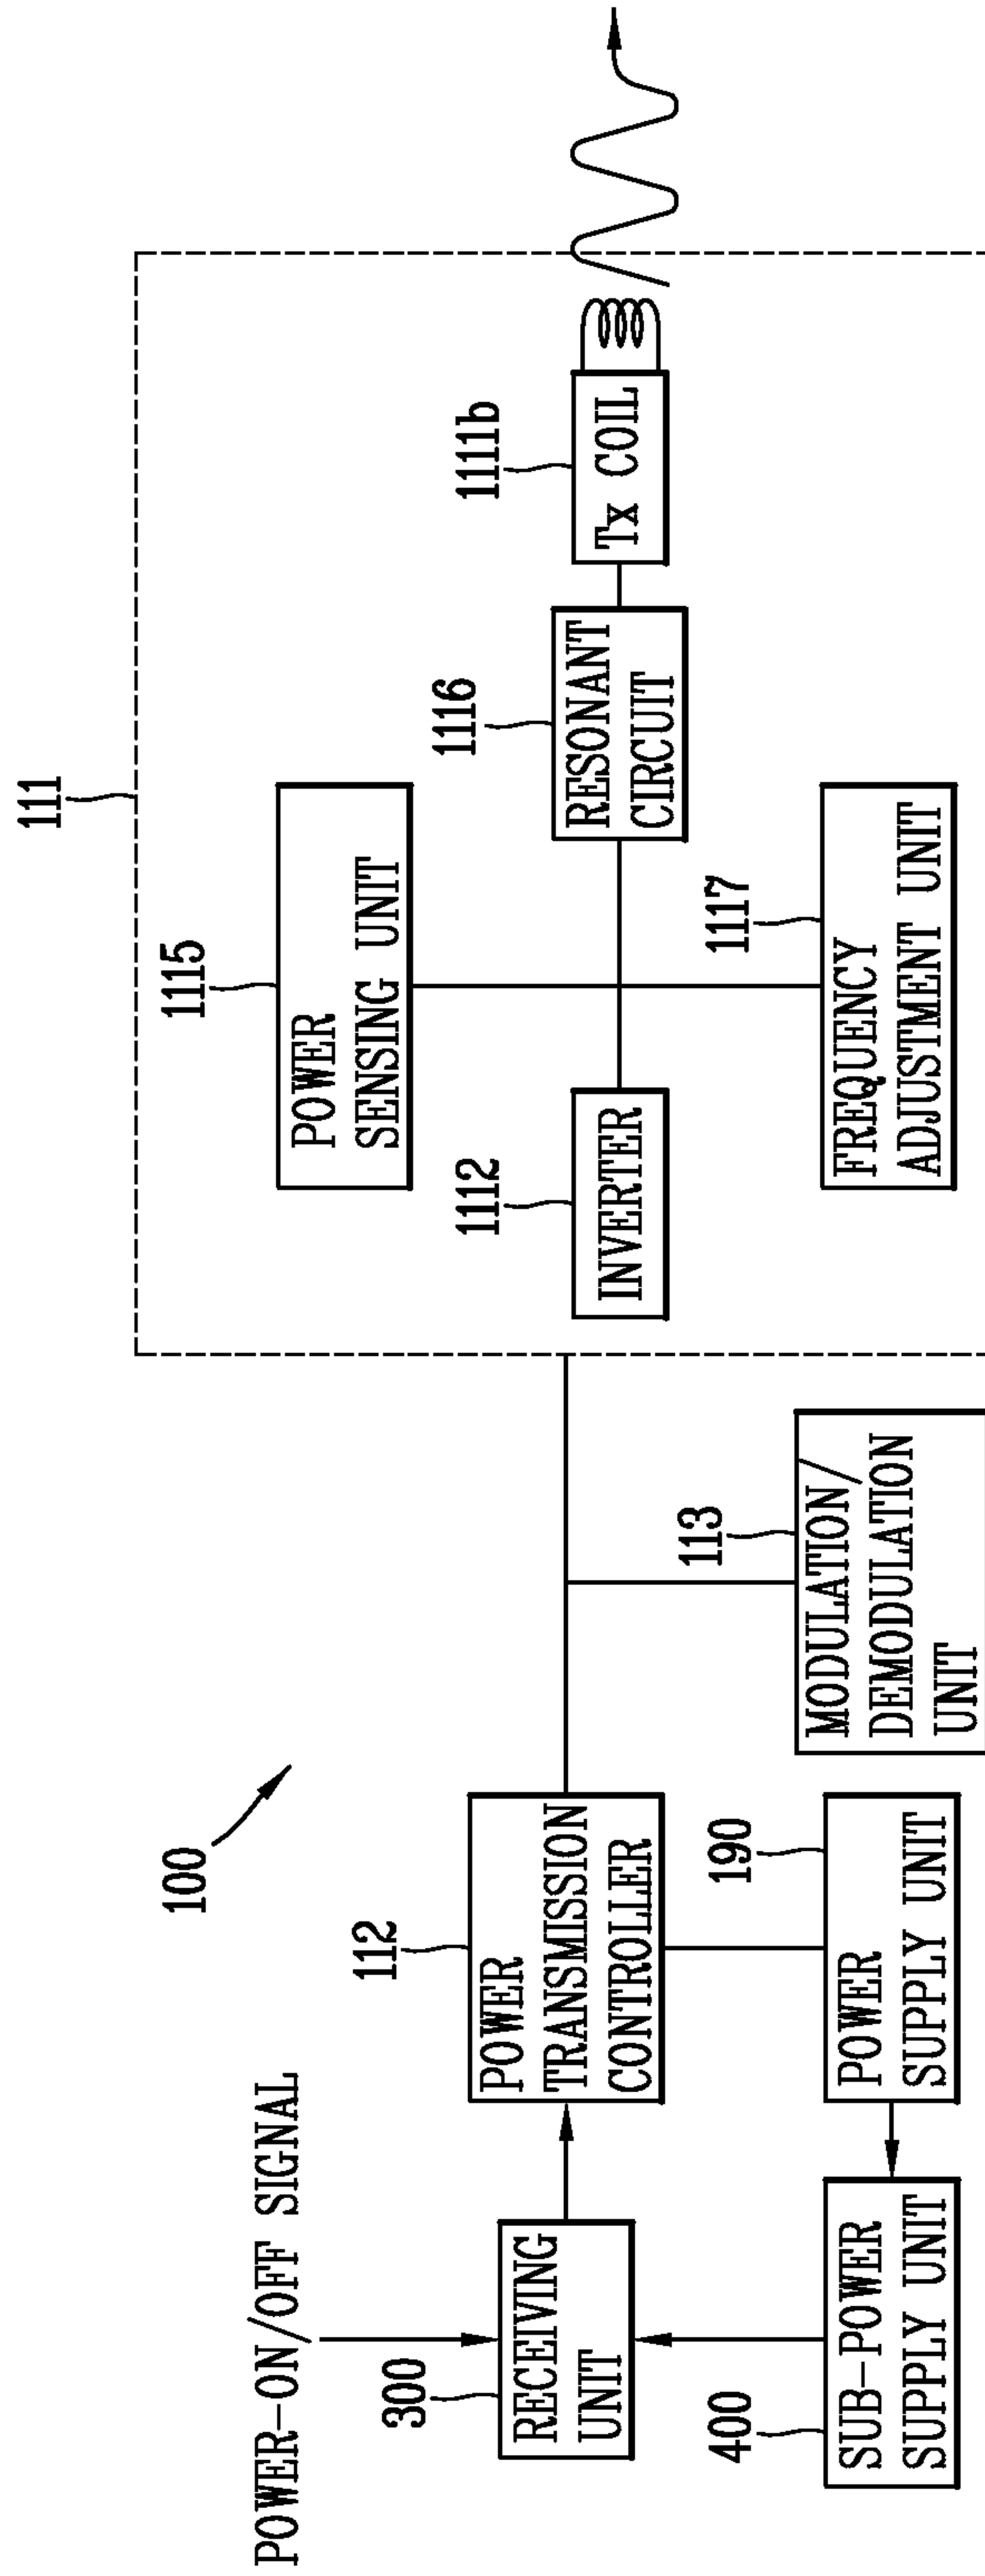 POWER-ON/OFF SIGNAL
100
300
RECEIVING
UNIT
112
POWER
TRANSMISSION
CONTROLLER
400
SUB-POWER
SUPPLY UNIT
190
POWER
SUPPLY UNIT
113
MODULATION/
DEMODULATION
UNIT
111
1115
POWER
SENSING UNIT
1112
INVERTER
1116
RESONANT
CIRCUIT
1111b
Tx COIL
1117
FREQUENCY
ADJUSTMENT UNIT